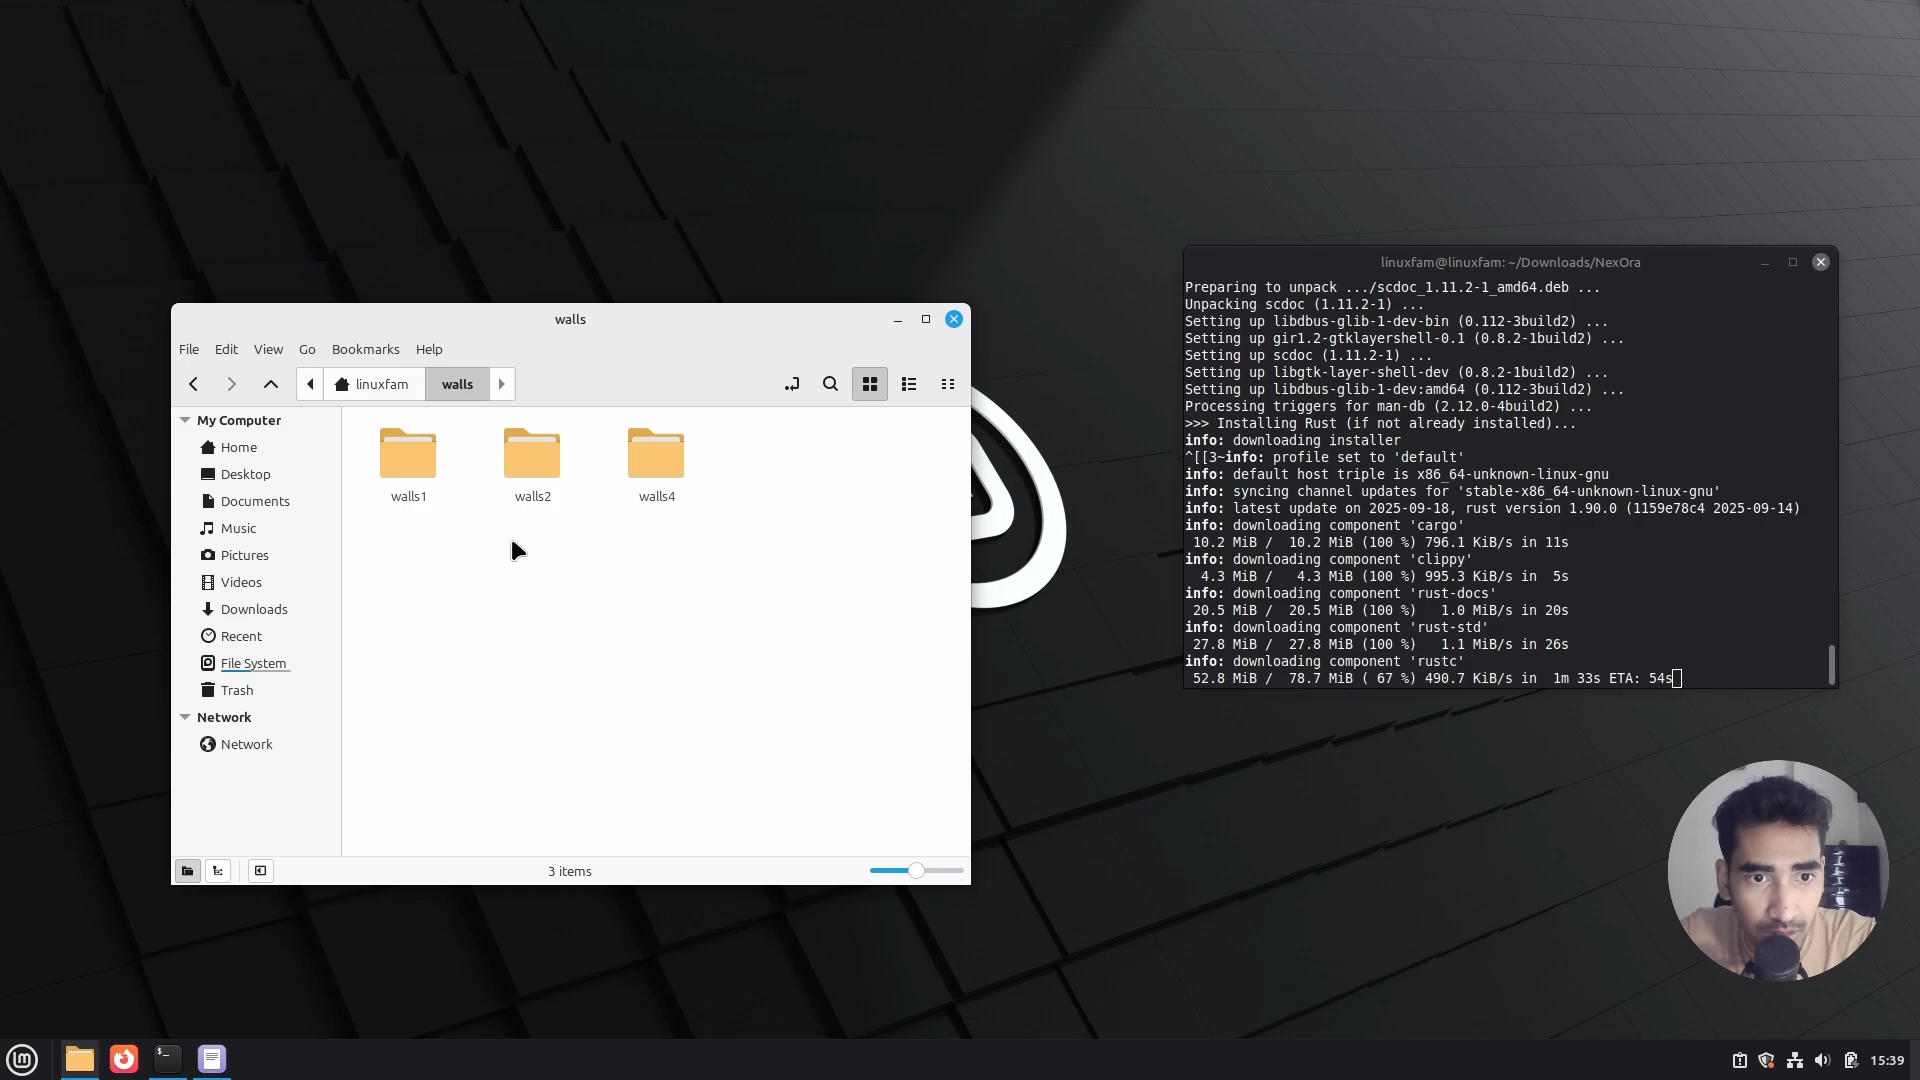 walls
File Edit View Go Bookmarks Help
linuxfam walls
My Computer
Home
Desktop
Documents
Music
Pictures
Videos
Downloads
Recent
File System
Trash
Network
Network
walls1 walls2 walls4
3 items
linuxfam@linuxfam: ~/Downloads/NexOra
Preparing to unpack .../scdoc_1.11.2-1_amd64.deb ...
Unpacking scdoc (1.11.2-1) ...
Setting up libdbus-glib-1-dev-bin (0.112-3build2) ...
Setting up gir1.2-gtklayershell-0.1 (0.8.2-1build2) ...
Setting up scdoc (1.11.2-1) ...
Setting up libgtk-layer-shell-dev (0.8.2-1build2) ...
Setting up libdbus-glib-1-dev:amd64 (0.112-3build2) ...
Processing triggers for man-db (2.12.0-4build2) ...
>>> Installing Rust (if not already installed)...
info: downloading installer
^[[3~info: profile set to 'default'
info: default host triple is x86_64-unknown-linux-gnu
info: syncing channel updates for 'stable-x86_64-unknown-linux-gnu'
info: latest update on 2025-09-18, rust version 1.90.0 (1159e78c4 2025-09-14)
info: downloading component 'cargo'
10.2 MiB / 10.2 MiB (100 %) 796.1 KiB/s in 11s
info: downloading component 'clippy'
4.3 MiB / 4.3 MiB (100 %) 995.3 KiB/s in 5s
info: downloading component 'rust-docs'
20.5 MiB / 20.5 MiB (100 %) 1.0 MiB/s in 20s
info: downloading component 'rust-std'
27.8 MiB / 27.8 MiB (100 %) 1.1 MiB/s in 26s
info: downloading component 'rustc'
52.8 MiB / 78.7 MiB ( 67 %) 490.7 KiB/s in 1m 33s ETA: 54s
15:39